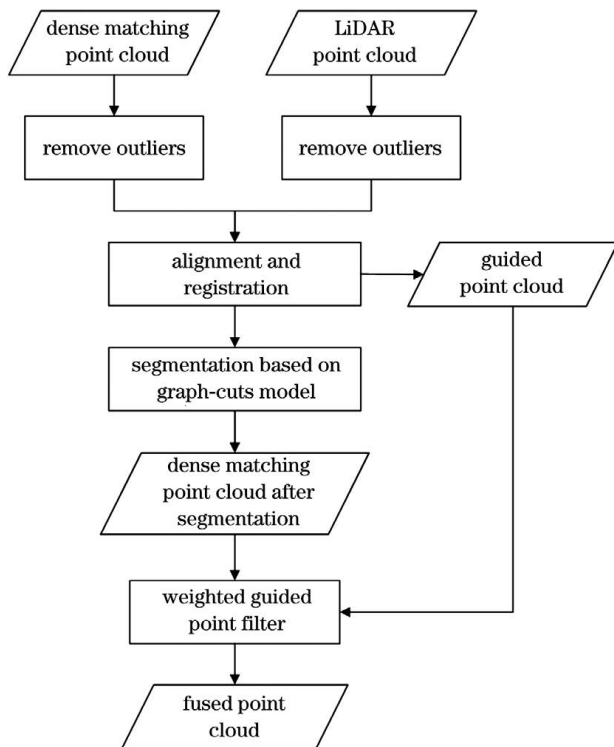 dense matching
point cloud
LiDAR
point cloud
remove outliers
remove outliers
alignment and
registration
guided
point cloud
segmentation based on
graph-cuts model
dense matching
point cloud after
segmentation
weighted guided
point filter
fused point
cloud